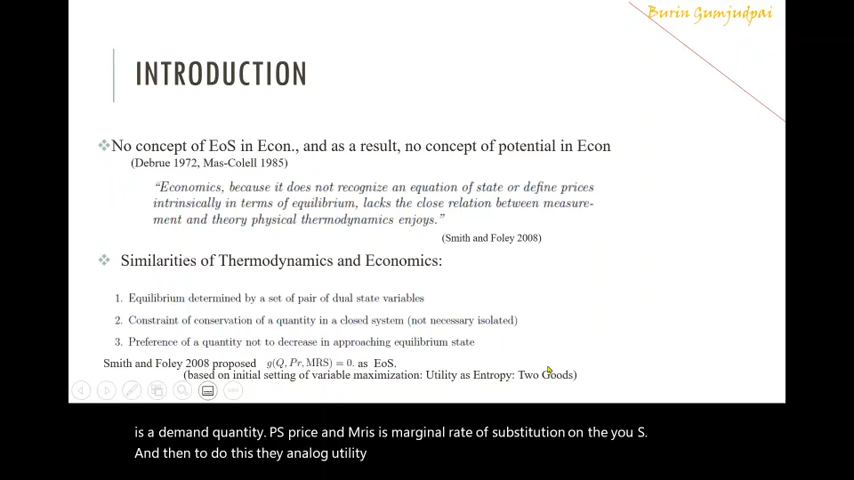 Burin Gumjudpai
INTRODUCTION
❖No concept of EoS in Econ., and as a result, no concept of potential in Econ
(Debrue 1972, Mas-Colell 1985)
“Economics, because it does not recognize an equation of state or define prices
intrinsically in terms of equilibrium, lacks the close relation between measure-
ment and theory physical thermodynamics enjoys.”
(Smith and Foley 2008)
❖ Similarities of Thermodynamics and Economics:
1. Equilibrium determined by a set of pair of dual state variables
2. Constraint of conservation of a quantity in a closed system (not necessary isolated)
3. Preference of a quantity not to decrease in approaching equilibrium state
Smith and Foley 2008 proposed g(Q, Pr, MRS) = 0. as EoS.
(based on initial setting of variable maximization: Utility as Entropy: Two Goods)
is a demand quantity. PS price and Mris is marginal rate of substitution on the you S.
And then to do this they analog utility